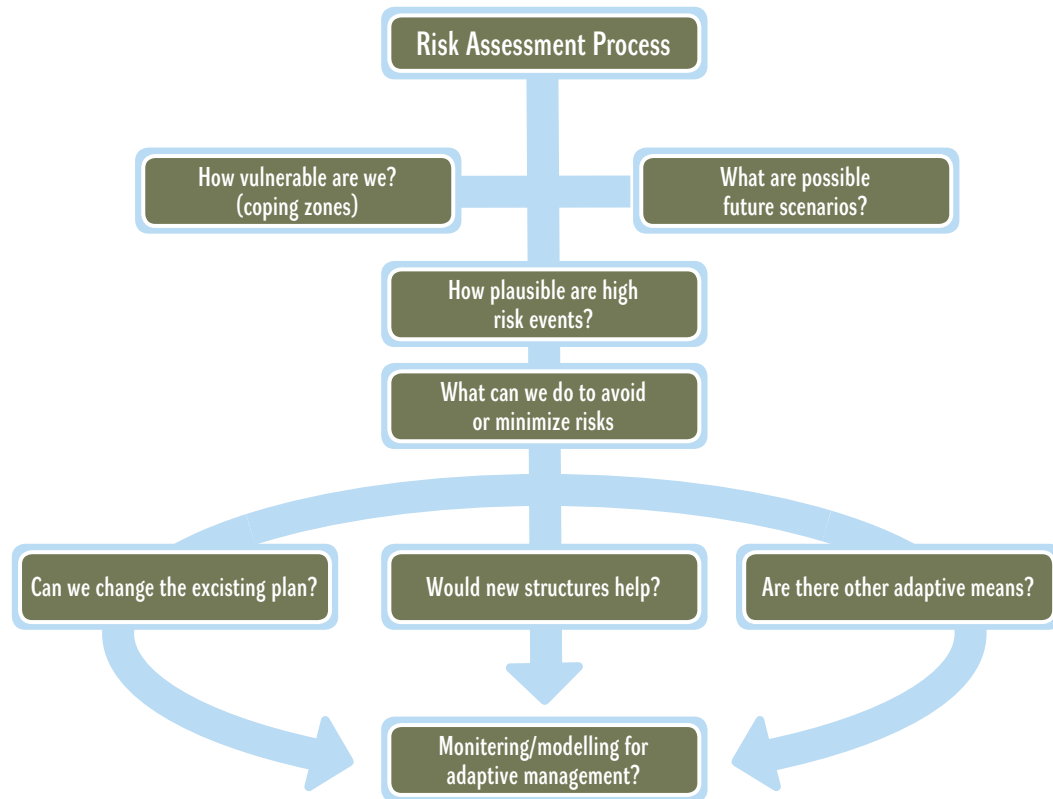 Risk Assessment Process
How vulnerable are we?
(coping zones)
What are possible
future scenarios?
How plausible are high
risk events?
What can we do to avoid
or minimize risks
Can we change the excisting plan?
Would new structures help?
Are there other adaptive means?
Monitering/modelling for
adaptive management?